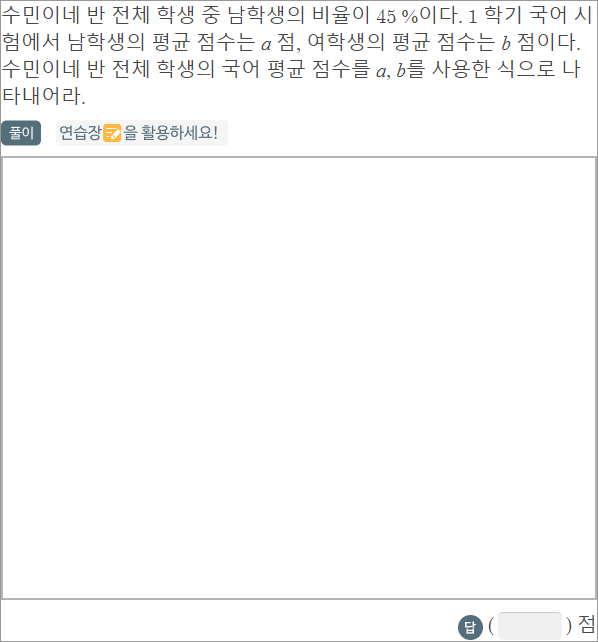 수민이네 반 전체 학생 중 남학생의 비율이 45 %이다. 1 학기 국어 시
험에서 남학생의 평균 점수는 a 점, 여학생의 평균 점수는 b 점이다.
수민이네 반 전체 학생의 국어 평균 점수를 a, b를 사용한 식으로 나
타내어라.
풀이 연습장을 활용하세요!
답 ( ) 점